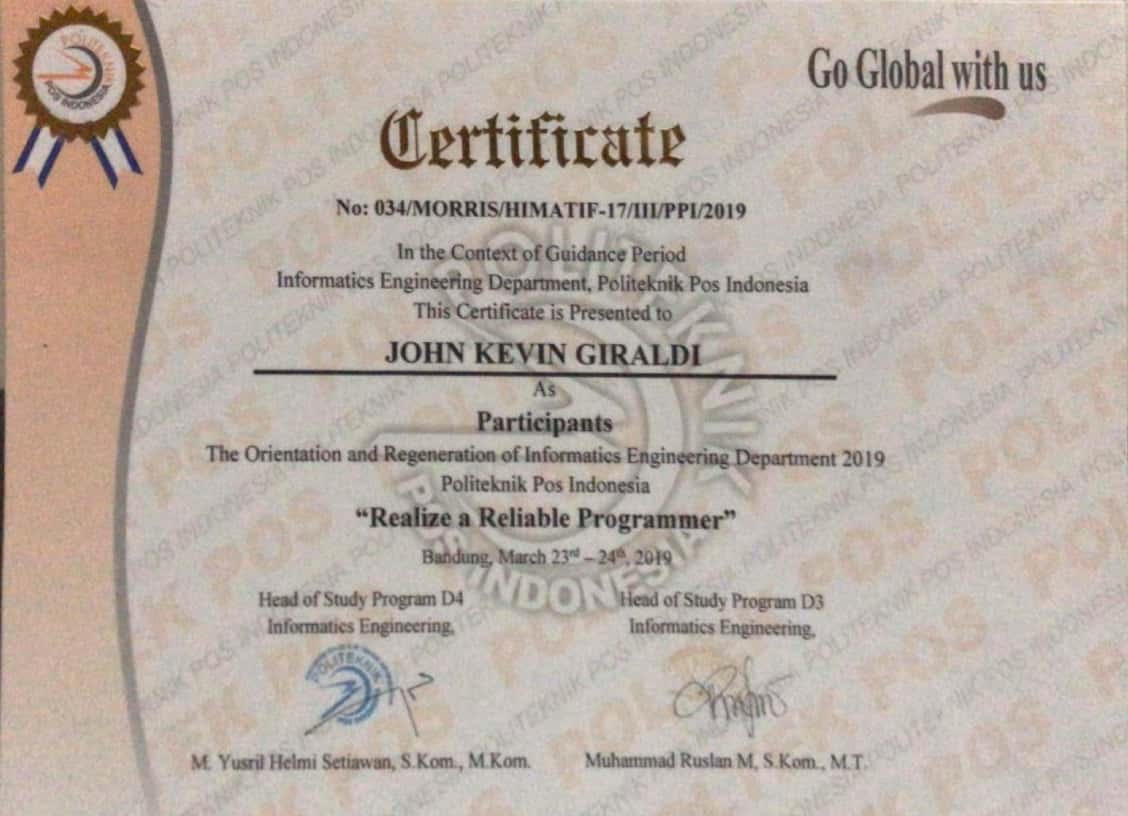 POLITEKNIK
POS INDONESIA
Go Global with us
Certificate
No: 034/MORRIS/HIMATIF-17/III/PPI/2019
In the Context of Guidance Period
Informatics Engineering Department, Politeknik Pos Indonesia
This Certificate is Presented to
JOHN KEVIN GIRALDI
As
Participants
The Orientation and Regeneration of Informatics Engineering Department 2019
Politeknik Pos Indonesia
“Realize a Reliable Programmer”
Bandung, March 23rd – 24th, 2019
Head of Study Program D4 Head of Study Program D3
Informatics Engineering, Informatics Engineering,
POLITEKNIK
M. Yusril Helmi Setiawan, S.Kom., M.Kom. Muhammad Ruslan M, S.Kom., M.T.
POLITEKNIK
POS INDONESIA